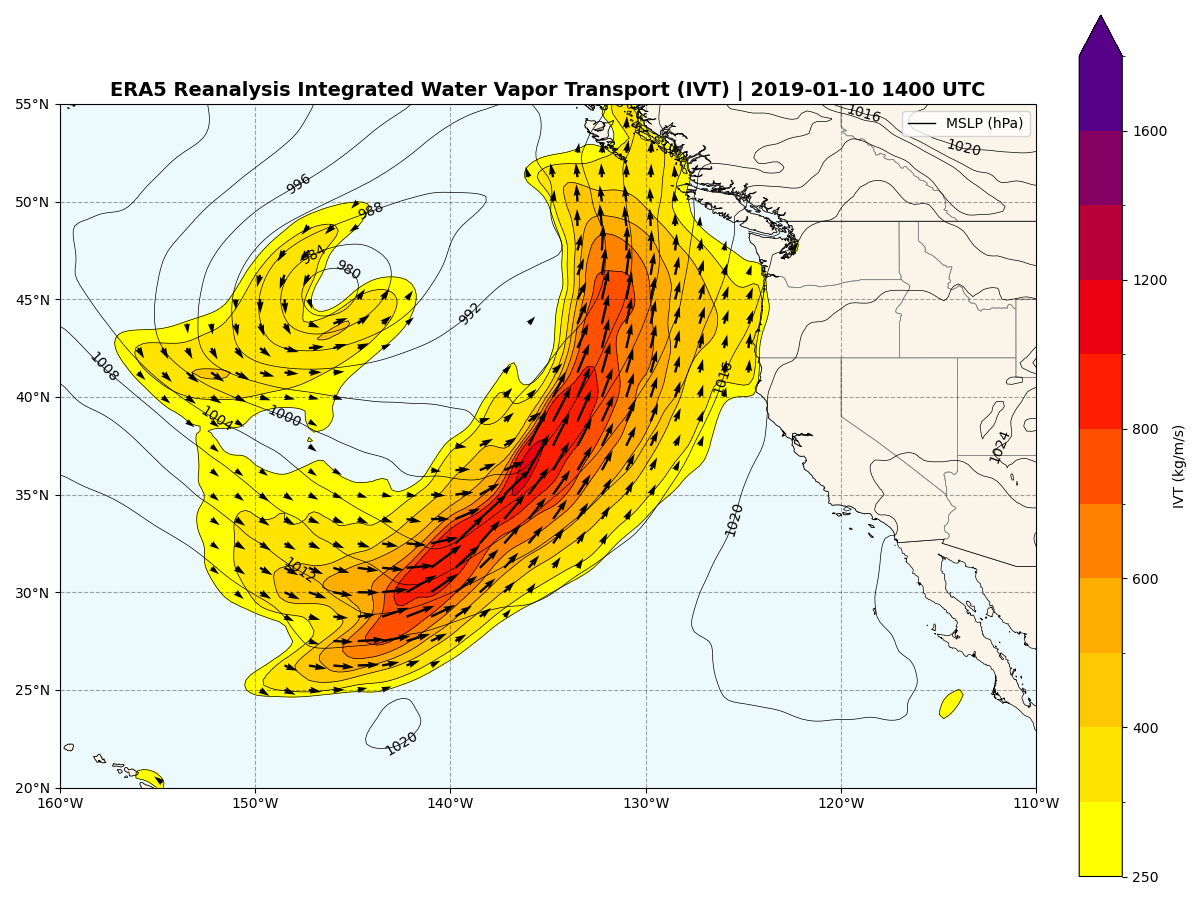 ERA5 Reanalysis Integrated Water Vapor Transport (IVT) | 2019-01-10 1400 UTC
MSLP (hPa)
55°N
50°N
45°N
40°N
35°N
30°N
25°N
20°N
160°W
150°W
140°W
130°W
120°W
110°W
1016
1020
996
988
984
980
992
1008
1004
1000
1016
1024
1020
1012
1020
1600
1200
800
600
400
250
IVT (kg/m/s)